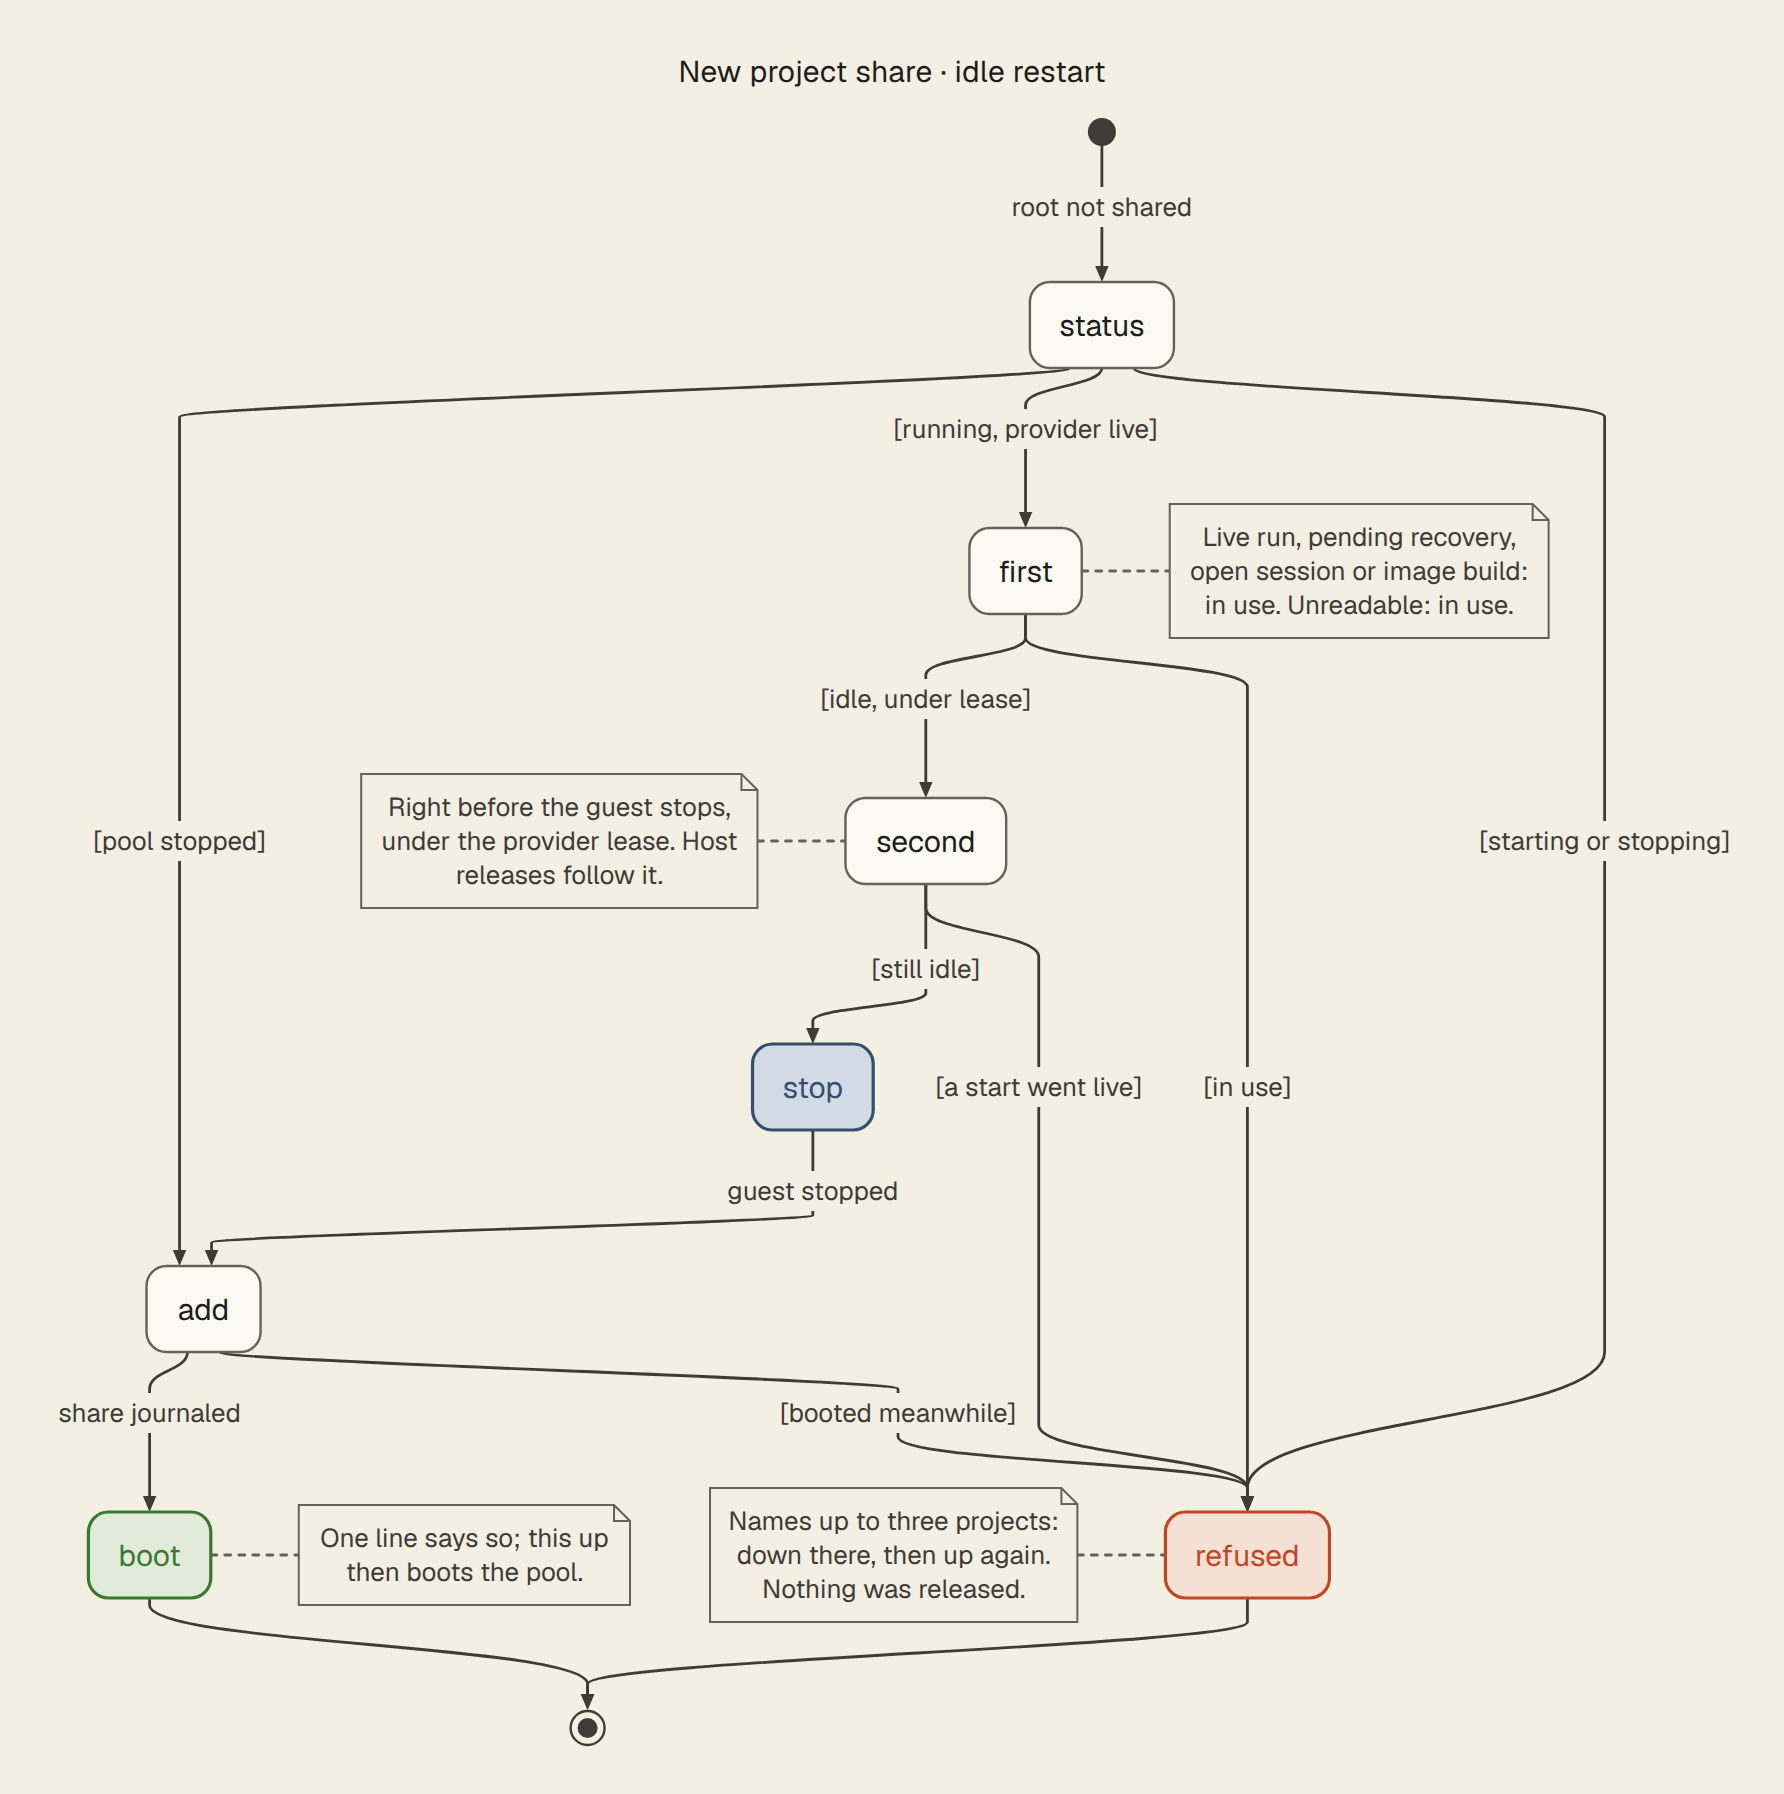 New project share · idle restart
root not shared
status
[running, provider live]
first
Live run, pending recovery,
open session or image build:
in use. Unreadable: in use.
[idle, under lease]
Right before the guest stops,
under the provider lease. Host
releases follow it.
second
[pool stopped]
[starting or stopping]
[still idle]
stop
[a start went live]
[in use]
guest stopped
add
share journaled
[booted meanwhile]
boot
One line says so; this up
then boots the pool.
Names up to three projects:
down there, then up again.
Nothing was released.
refused